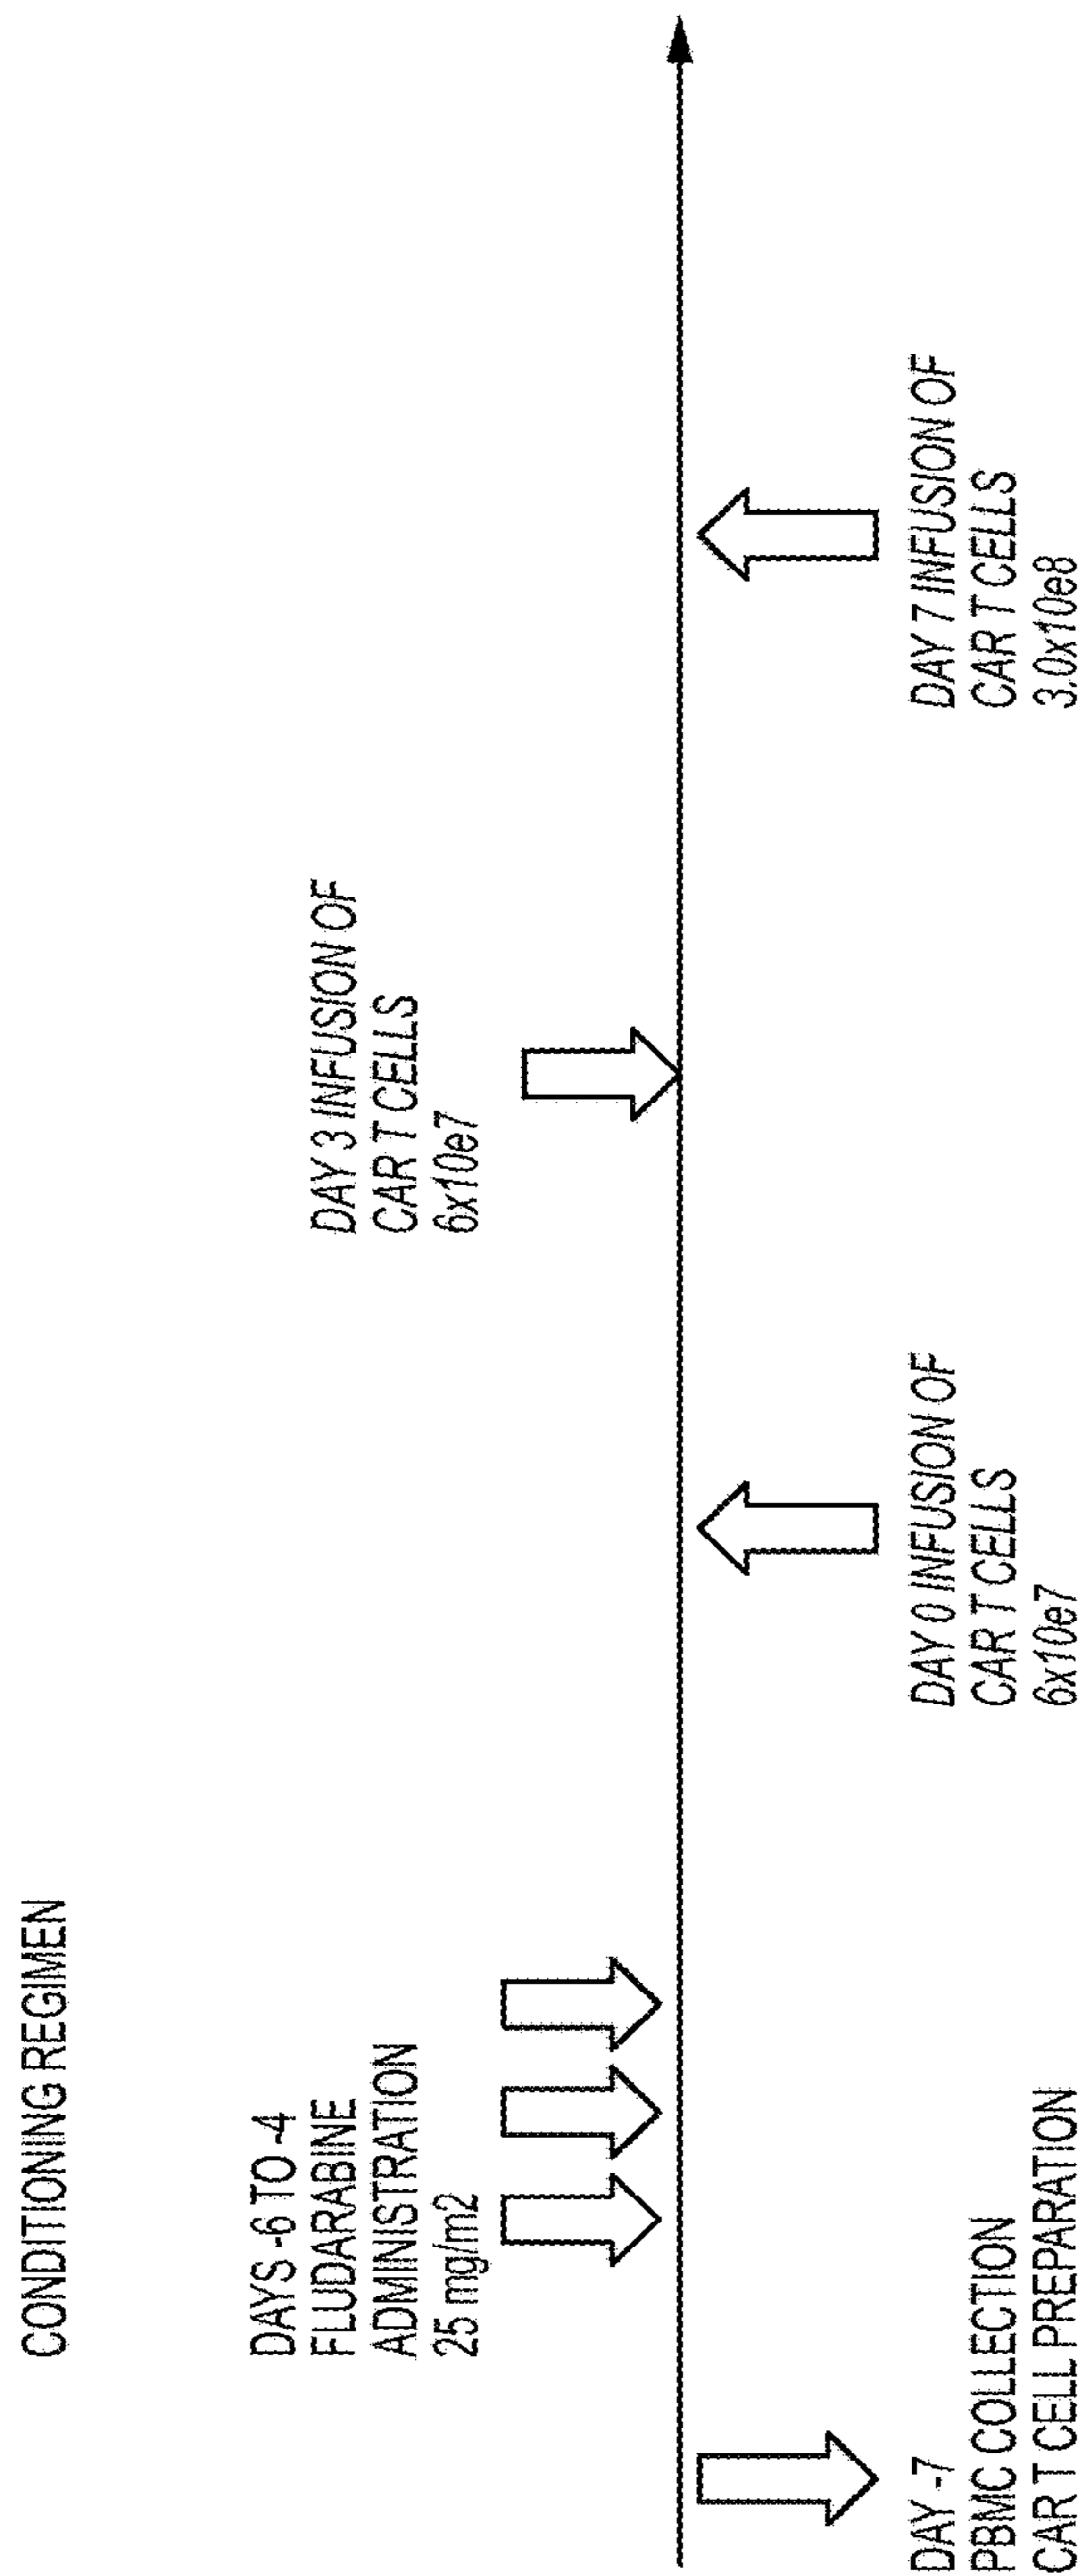 CONDITIONING REGIMEN
DAYS -6 TO -4
FLUDARABINE
ADMINISTRATION
25 mg/m2
DAY 3 INFUSION OF
CAR T CELLS
6x10e7
DAY -7
PBMC COLLECTION
CAR T CELL PREPARATION
DAY 0 INFUSION OF
CAR T CELLS
6x10e7
DAY 7 INFUSION OF
CAR T CELLS
3.0x10e8